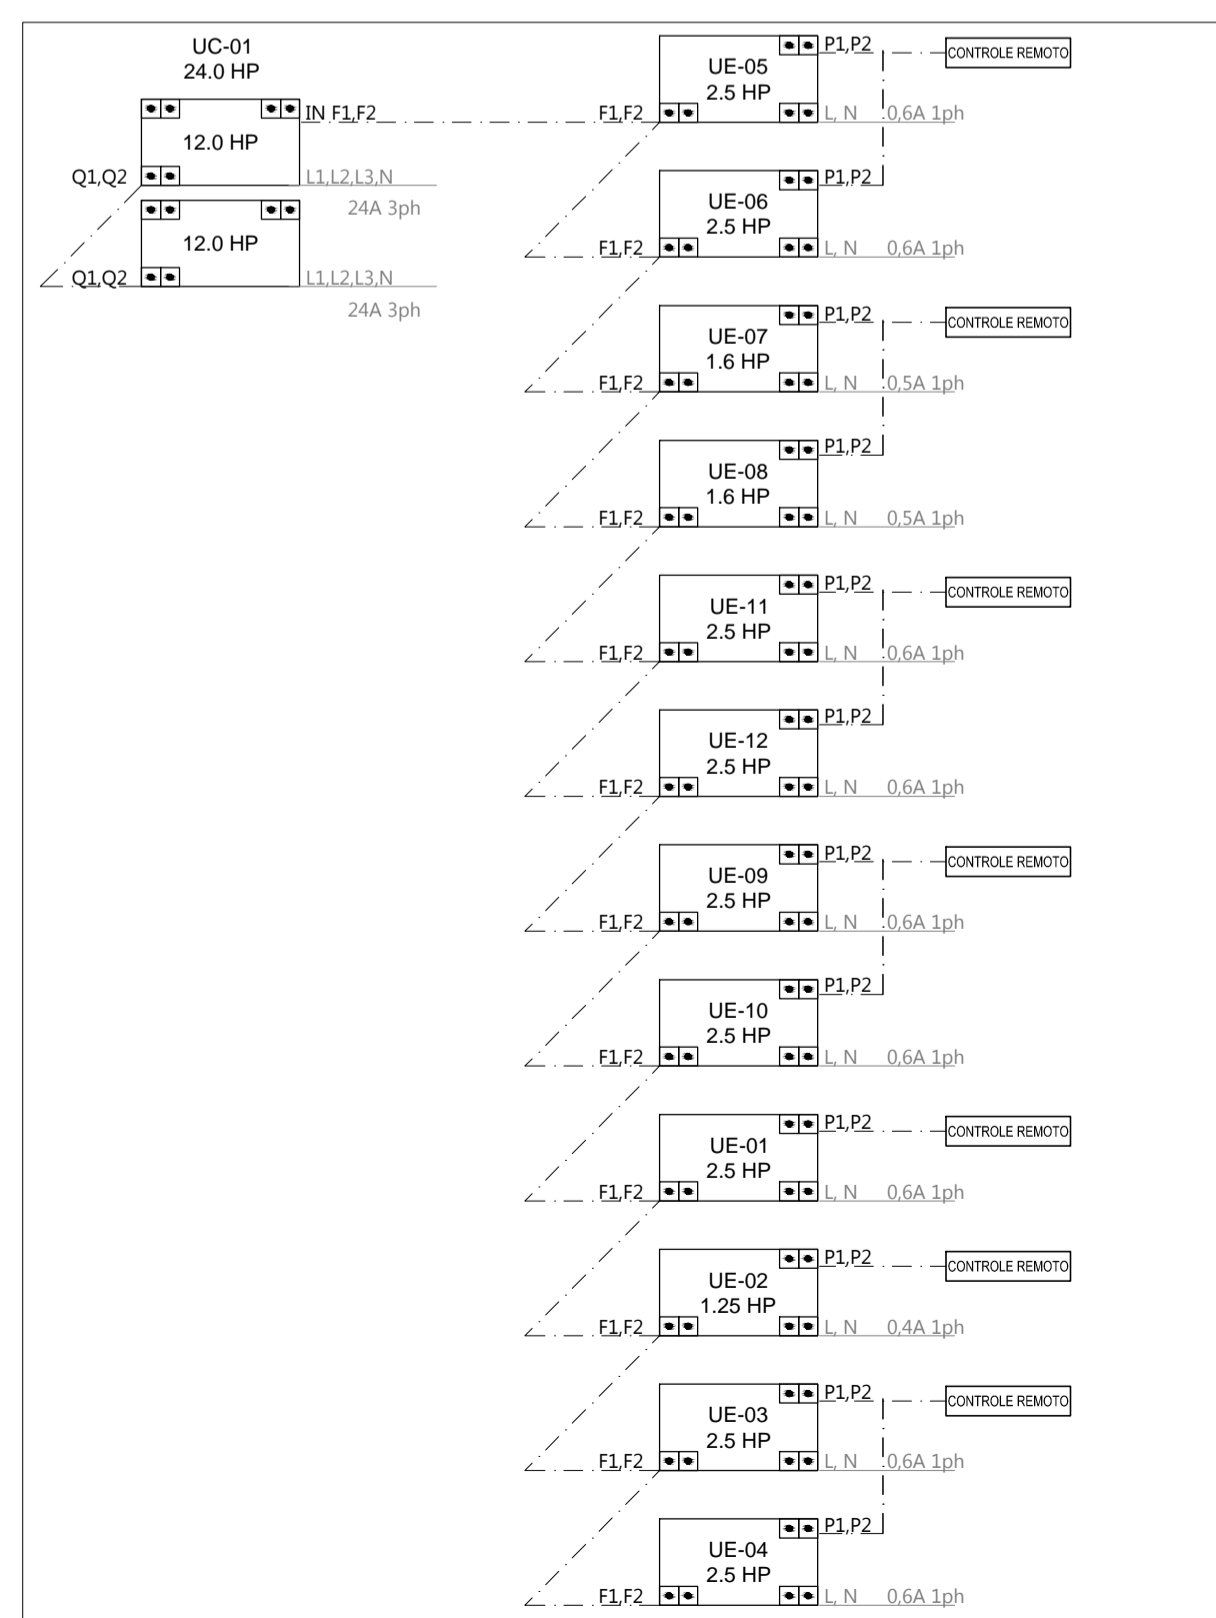 UC-01
24.0 HP
IN F1,F2
12.0 HP
Q1,Q2
L1,L2,L3,N
24A 3ph
12.0 HP
Q1,Q2
L1,L2,L3,N
24A 3ph
P1,P2
CONTROLE REMOTO
UE-05
2.5 HP
F1,F2
L, N 0,6A 1ph
P1,P2
UE-06
2.5 HP
F1,F2
L, N 0,6A 1ph
P1,P2
CONTROLE REMOTO
UE-07
1.6 HP
F1,F2
L, N 0,5A 1ph
P1,P2
UE-08
1.6 HP
F1,F2
L, N 0,5A 1ph
P1,P2
CONTROLE REMOTO
UE-11
2.5 HP
F1,F2
L, N 0,6A 1ph
P1,P2
UE-12
2.5 HP
F1,F2
L, N 0,6A 1ph
P1,P2
CONTROLE REMOTO
UE-09
2.5 HP
F1,F2
L, N 0,6A 1ph
P1,P2
UE-10
2.5 HP
F1,F2
L, N 0,6A 1ph
P1,P2
CONTROLE REMOTO
UE-01
2.5 HP
F1,F2
L, N 0,6A 1ph
P1,P2
CONTROLE REMOTO
UE-02
1.25 HP
F1,F2
L, N 0,4A 1ph
P1,P2
CONTROLE REMOTO
UE-03
2.5 HP
F1,F2
L, N 0,6A 1ph
P1,P2
UE-04
2.5 HP
F1,F2
L, N 0,6A 1ph